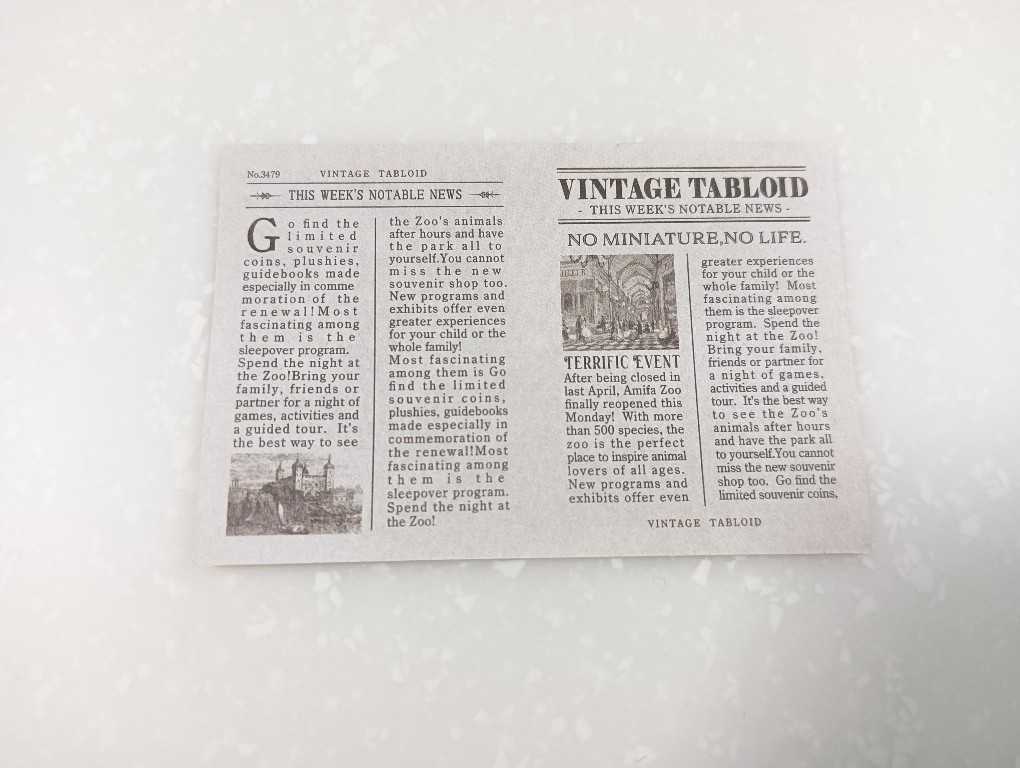 No.3479 VINTAGE TABLOID
THIS WEEK'S NOTABLE NEWS
Go find the
limited
souvenir
coins, plushies,
guidebooks made
especially in comme
moration of the
renewal!Most
fascinating among
them is the
sleepover program.
Spend the night at
the Zoo!Bring your
family, friends or
partner for a night of
games, activities and
a guided tour. It's
the best way to see
the Zoo's animals
after hours and have
the park all to
yourself.You cannot
miss the new
souvenir shop too.
New programs and
exhibits offer even
greater experiences
for your child or the
whole family!
Most fascinating
among them is Go
find the limited
souvenir coins,
plushies, guidebooks
made especially in
commemoration of
the renewal!Most
fascinating among
them is the
sleepover program.
Spend the night at
the Zoo!
VINTAGE TABLOID
- THIS WEEK'S NOTABLE NEWS -
NO MINIATURE,NO LIFE.
TERRIFIC EVENT
After being closed in
last April, Amifa Zoo
finally reopened this
Monday! With more
than 500 species, the
zoo is the perfect
place to inspire animal
lovers of all ages.
New programs and
exhibits offer even
greater experiences
for your child or the
whole family! Most
fascinating among
them is the sleepover
program. Spend the
night at the Zoo!
Bring your family,
friends or partner for
a night of games,
activities and a guided
tour. It's the best way
to see the Zoo's
animals after hours
and have the park all
to yourself.You cannot
miss the new souvenir
shop too. Go find the
limited souvenir coins,
VINTAGE TABLOID